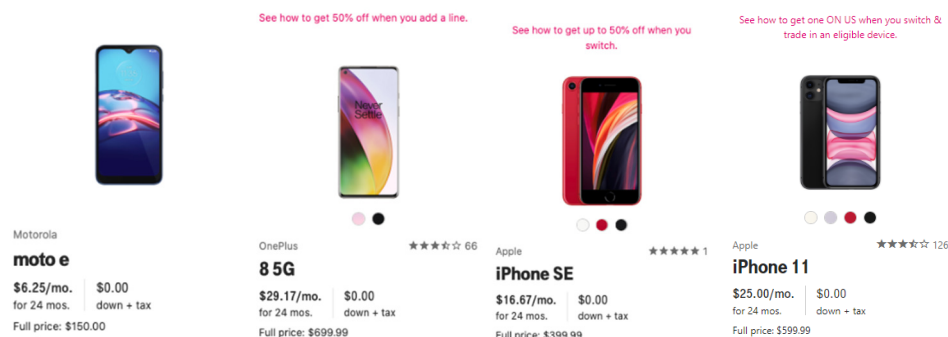 Motorola
moto e
$6.25/mo. $0.00
for 24 mos. down + tax
Full price: $150.00
See how to get 50% off when you add a line.
Never
Settle
OnePlus 66
8 5G
$29.17/mo. $0.00
for 24 mos. down + tax
Full price: $699.99
See how to get up to 50% off when you
switch.
Apple 1
iPhone SE
$16.67/mo. $0.00
for 24 mos. down + tax
Full price: $399.99
See how to get one ON US when you switch &
trade in an eligible device.
Apple 126
iPhone 11
$25.00/mo. $0.00
for 24 mos. down + tax
Full price: $599.99